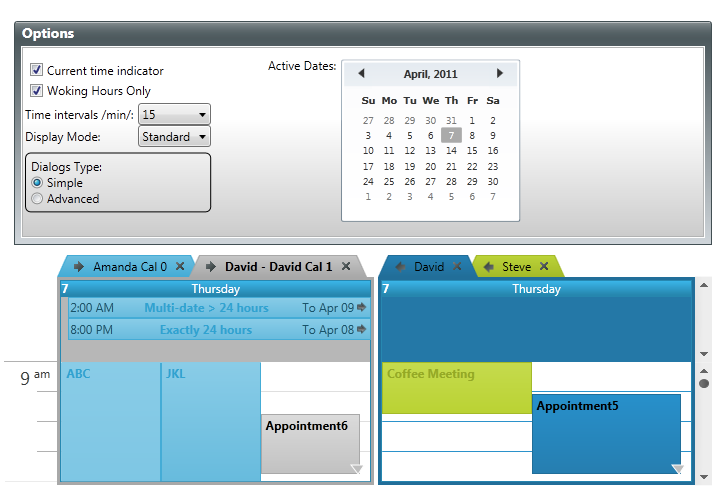 Options
Current time indicator
Active Dates:
April, 2011
Woking Hours Only
Time intervals /min/: 15
Display Mode: Standard
Dialogs Type:
Simple
Advanced
Su Mo Tu We Th Fr Sa
27 28 29 30 31 1 2
3 4 5 6 7 8 9
10 11 12 13 14 15 16
17 18 19 20 21 22 23
24 25 26 27 28 29 30
1 2 3 4 5 6 7
Amanda Cal 0
David - David Cal 1
David
Steve
7 Thursday
2:00 AM Multi-date > 24 hours To Apr 09
8:00 PM Exactly 24 hours To Apr 08
7 Thursday
9 am
ABC
JKL
Appointment6
Coffee Meeting
Appointment5